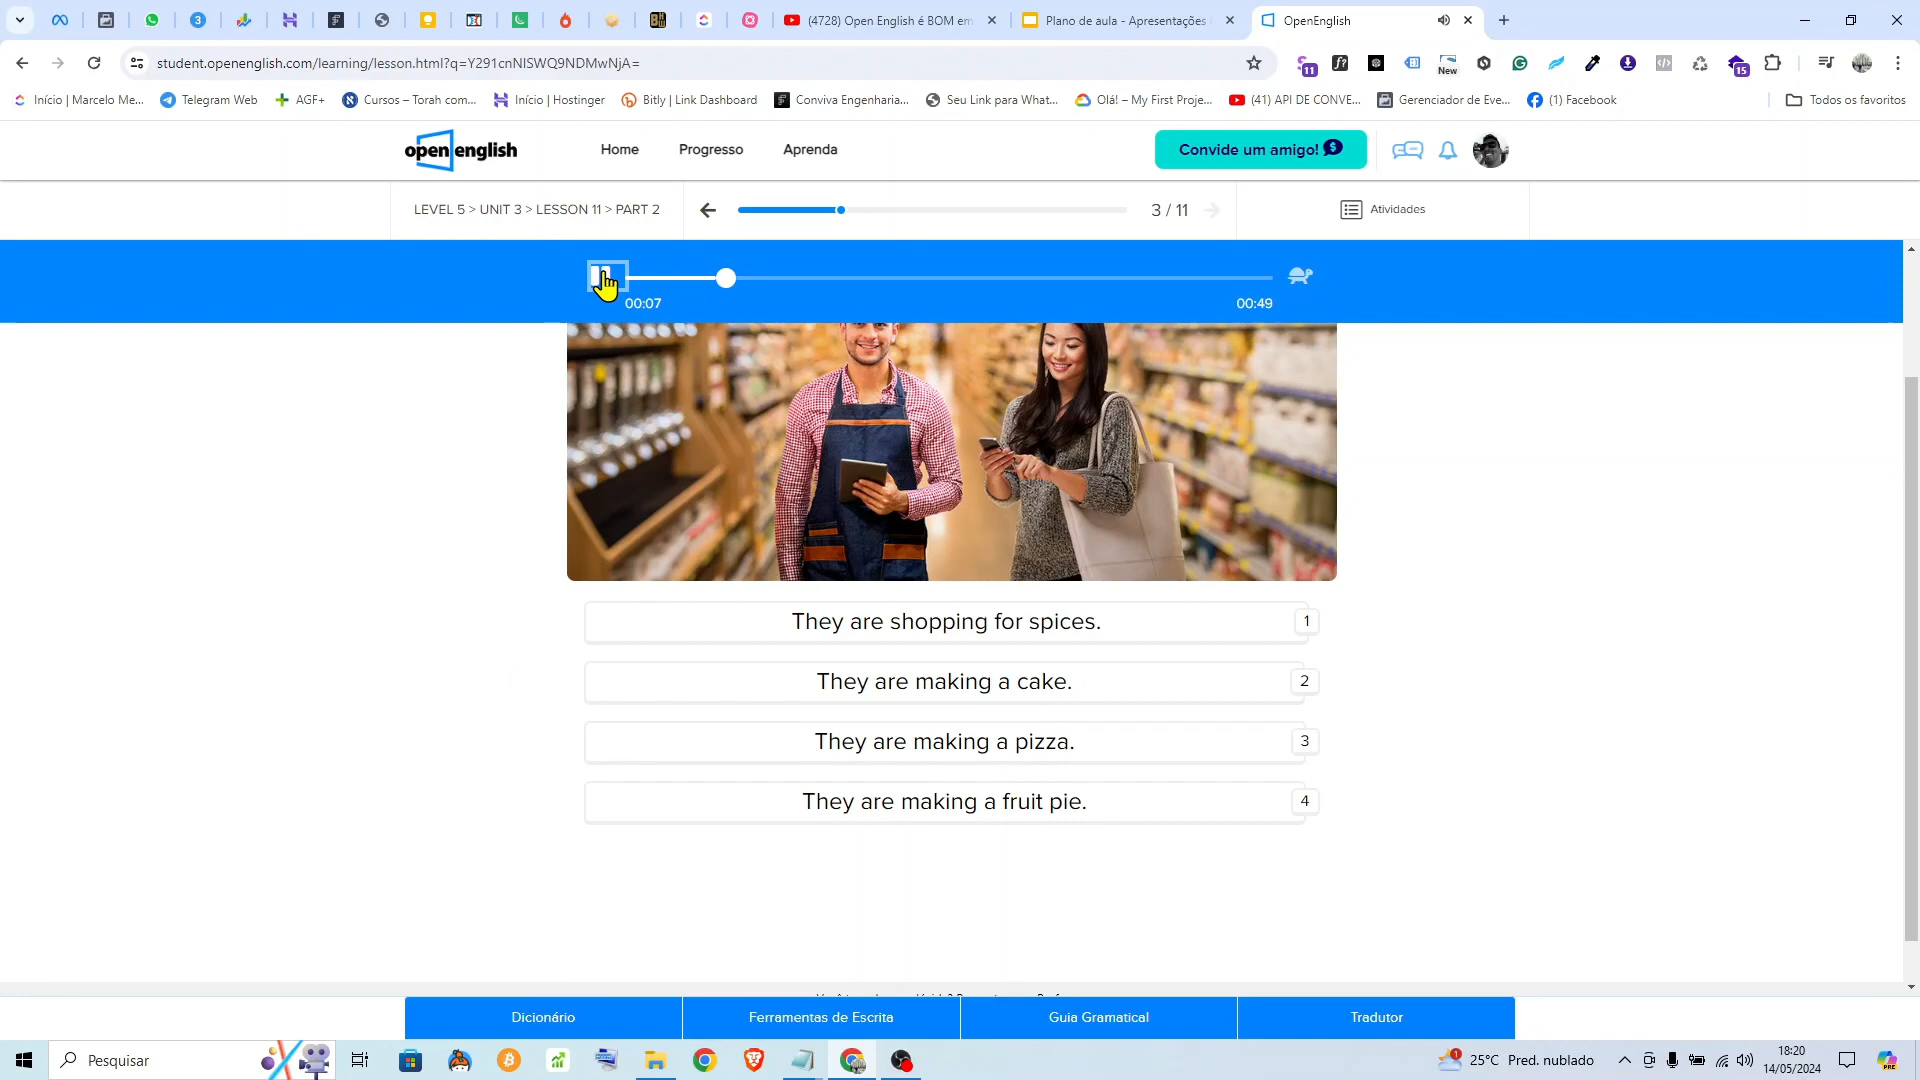 (4728) Open English é BOM em
Plano de aula - Apresentações
OpenEnglish
student.openenglish.com/learning/lesson.html?q=Y291cnNlSWQ9NDMwNjA=
11
New
15
Início | Marcelo Me...
Telegram Web
AGF+
Cursos – Torah com...
Início | Hostinger
Bitly | Link Dashboard
Conviva Engenharia...
Seu Link para What...
Olá! – My First Proje...
(41) API DE CONVE...
Gerenciador de Eve...
(1) Facebook
Todos os favoritos
open english
Home
Progresso
Aprenda
Convide um amigo!
LEVEL 5 > UNIT 3 > LESSON 11 > PART 2
3 / 11
Atividades
00:07
00:49
They are shopping for spices.
1
They are making a cake.
2
They are making a pizza.
3
They are making a fruit pie.
4
Dicionário
Ferramentas de Escrita
Guia Gramatical
Tradutor
Pesquisar
25°C Pred. nublado
18:20
14/05/2024